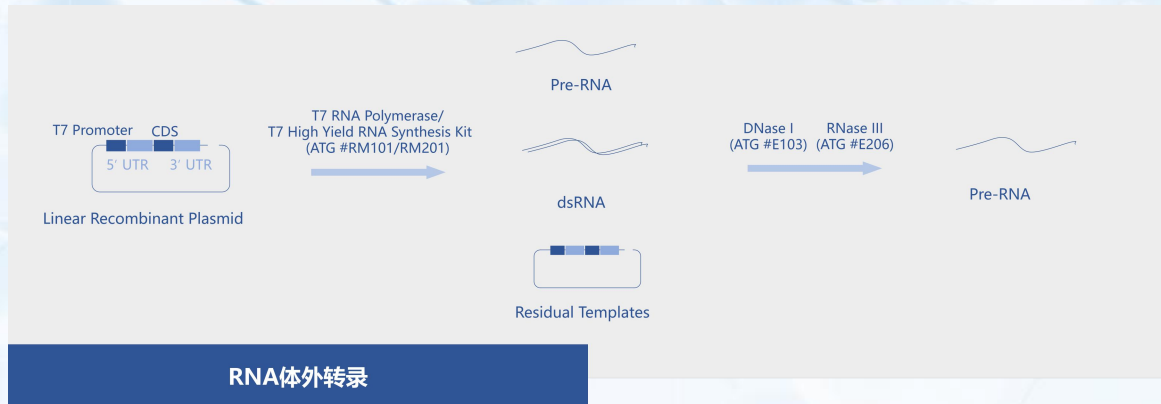 T7 Promoter CDS
5' UTR 3' UTR
Linear Recombinant Plasmid
T7 RNA Polymerase/
T7 High Yield RNA Synthesis Kit
(ATG #RM101/RM201)
Pre-RNA
dsRNA
Residual Templates
DNase I RNase III
(ATG #E103) (ATG #E206)
Pre-RNA
RNA体外转录